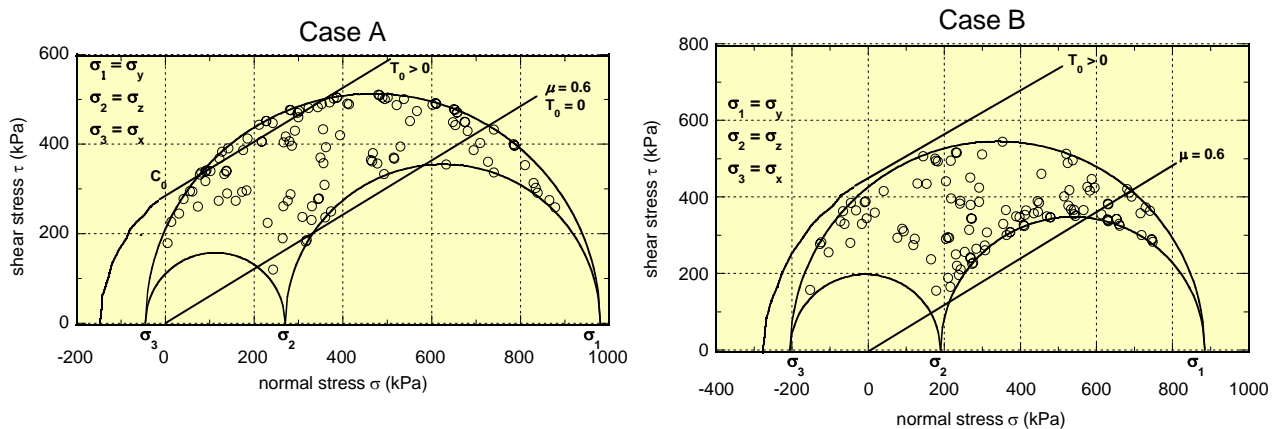 Case A
600
400
200
0
shear stress τ (kPa)
σ1 = σy
σ2 = σz
σ3 = σx
T0 > 0
μ = 0.6
T0 = 0
C0
σ3
σ2
σ1
-200 0 200 400 600 800 1000
normal stress σ (kPa)
Case B
800
600
400
200
0
shear stress τ (kPa)
σ1 = σy
σ2 = σz
σ3 = σx
T0 > 0
μ = 0.6
σ3
σ2
σ1
-400 -200 0 200 400 600 800 1000
normal stress σ (kPa)